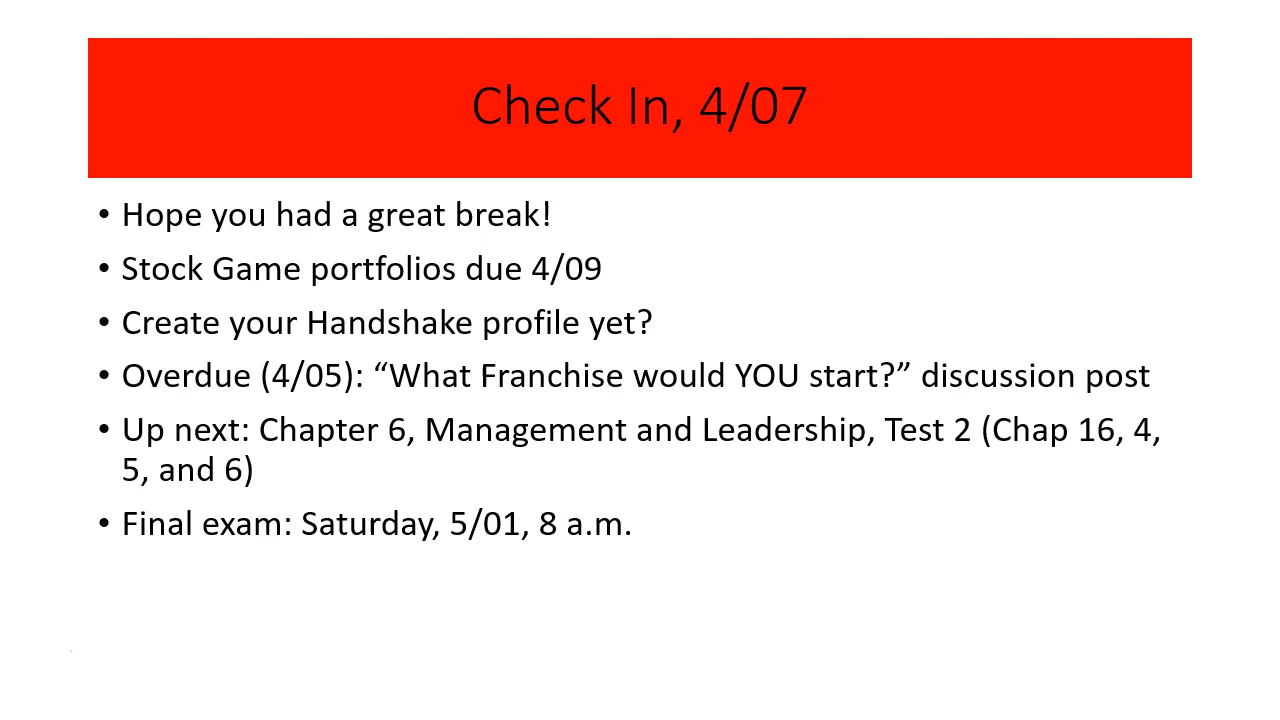 Check In, 4/07
• Hope you had a great break!
• Stock Game portfolios due 4/09
• Create your Handshake profile yet?
• Overdue (4/05): “What Franchise would YOU start?” discussion post
• Up next: Chapter 6, Management and Leadership, Test 2 (Chap 16, 4,
5, and 6)
• Final exam: Saturday, 5/01, 8 a.m.